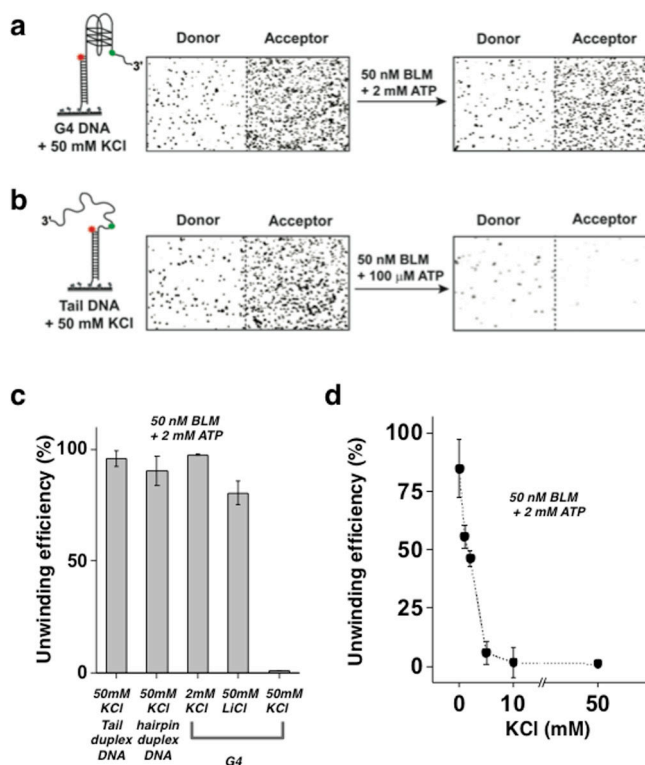 a
3'
G4 DNA
+ 50 mM KCl
Donor Acceptor
50 nM BLM
+ 2 mM ATP
Donor Acceptor
b
3'
Tail DNA
+ 50 mM KCl
Donor Acceptor
50 nM BLM
+ 100 μM ATP
Donor Acceptor
c
50 nM BLM
+ 2 mM ATP
Unwinding efficiency (%)
100
50
0
50mM 50mM 2mM 50mM 50mM
KCl KCl KCl LiCl KCl
Tail hairpin
duplex duplex
DNA DNA
G4
d
50 nM BLM
+ 2 mM ATP
Unwinding efficiency (%)
100
75
50
25
0
0 10 50
KCl (mM)